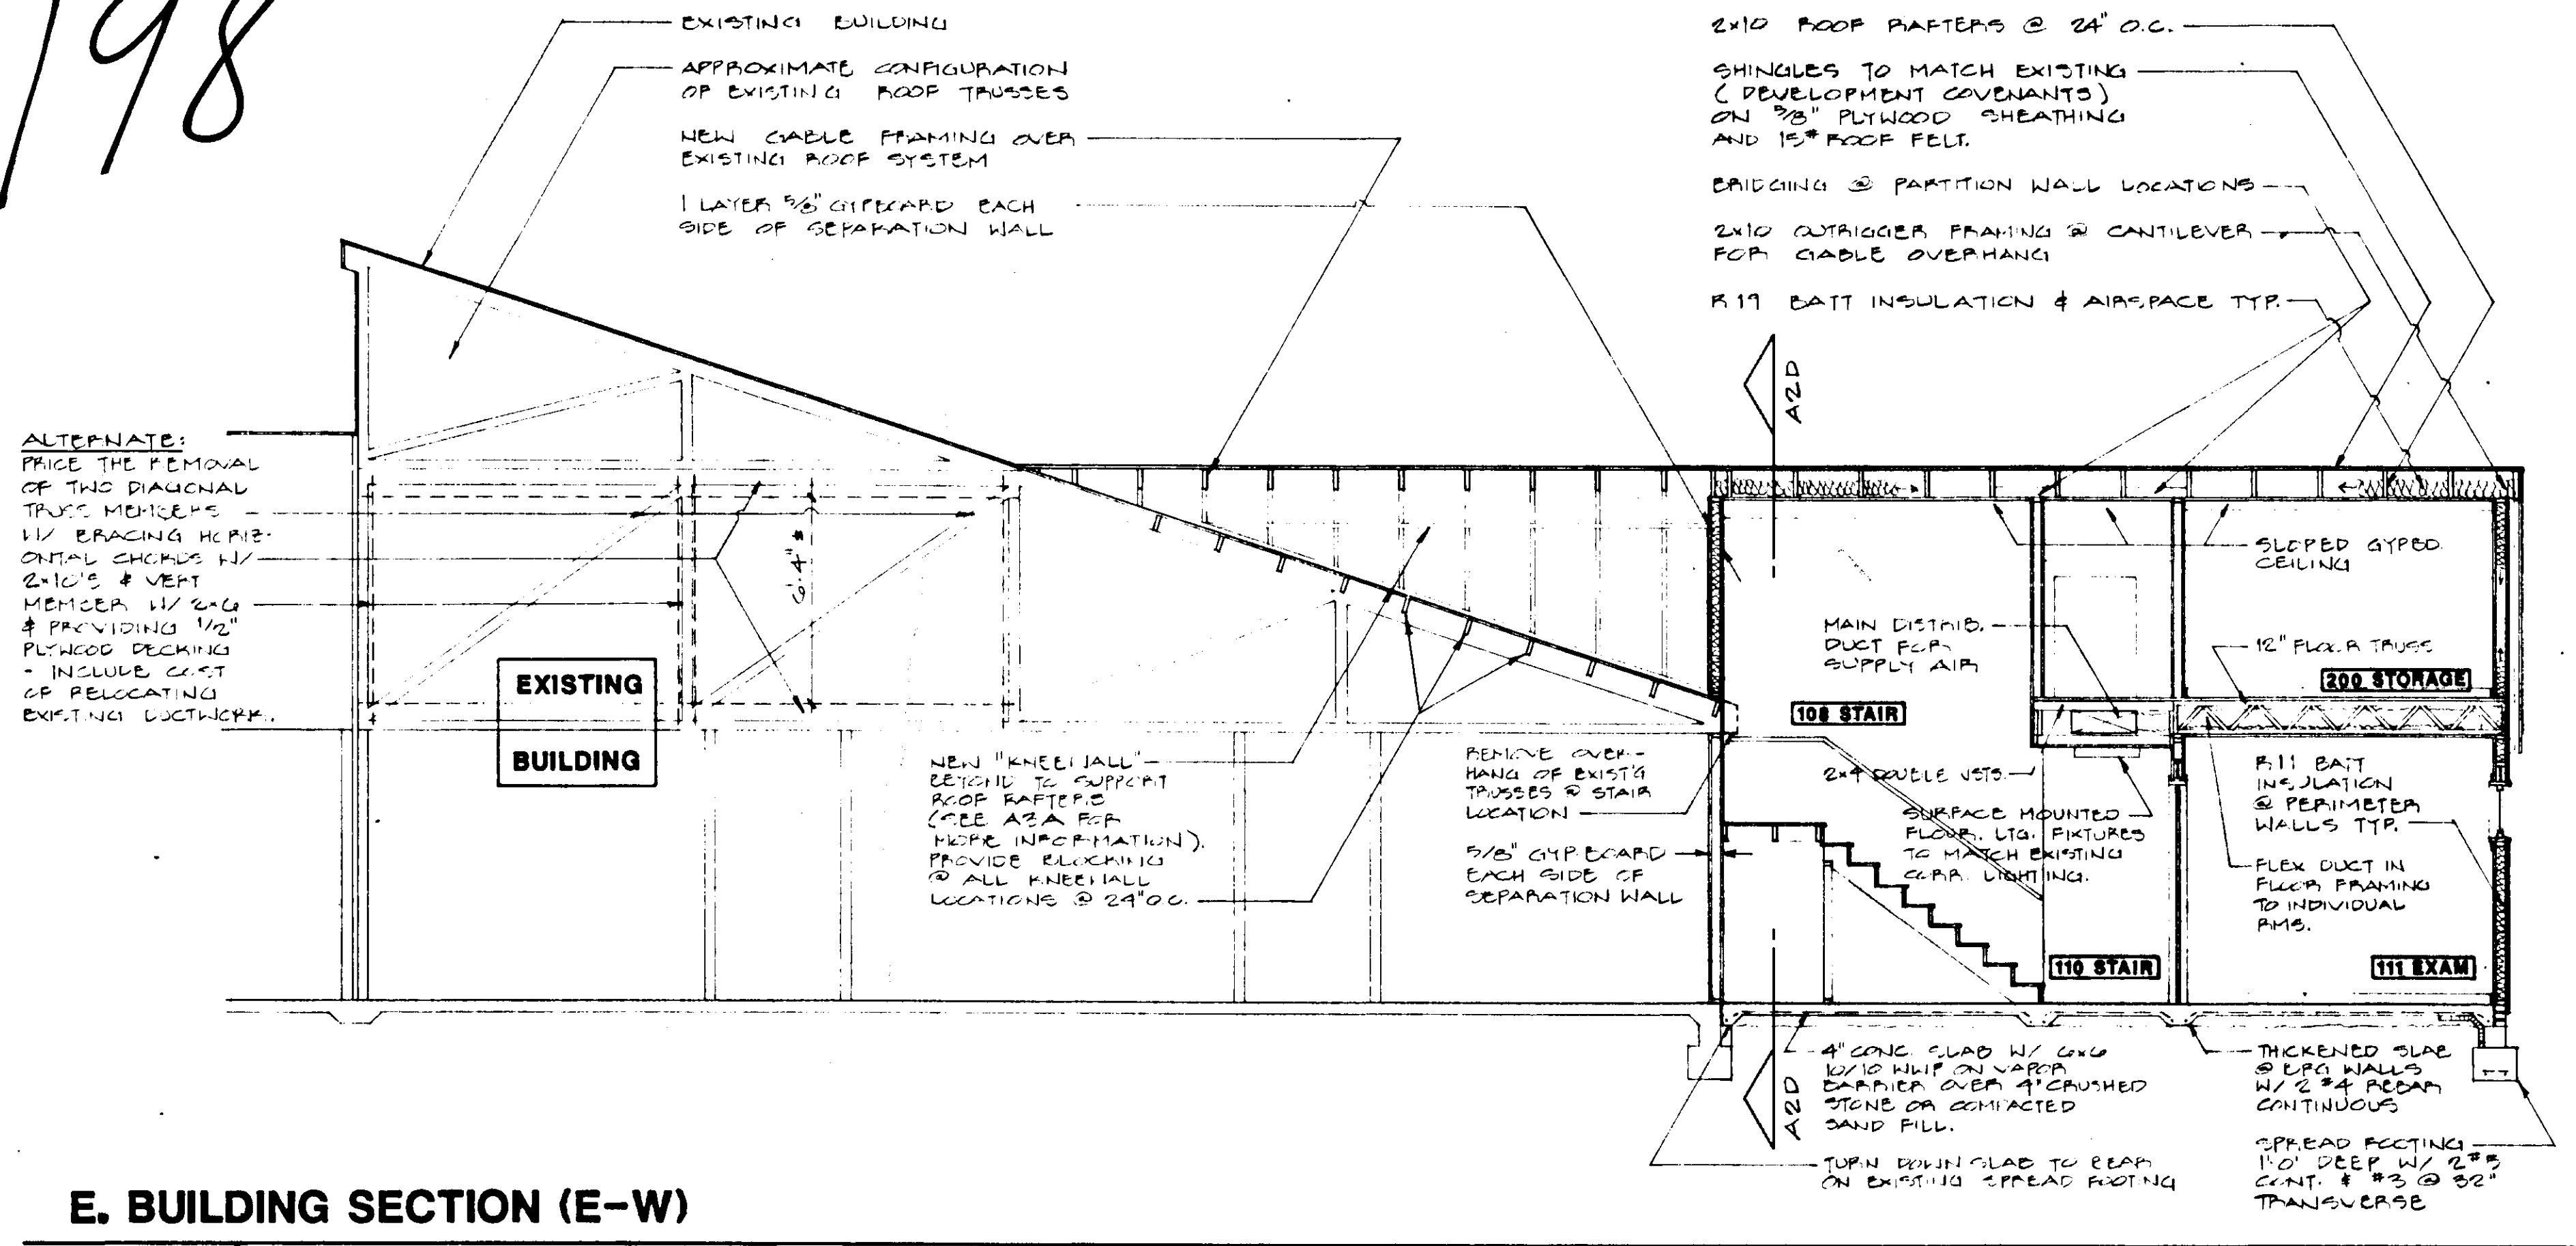 198
EXISTING BUILDING
APPROXIMATE CONFIGURATION
OF EXISTING ROOF TRUSSES
NEW GABLE FRAMING OVER
EXISTING ROOF SYSTEM
1 LAYER 5/8" GYPBOARD EACH
SIDE OF SEPARATION WALL
2x10 ROOF RAFTERS @ 24" O.C.
SHINGLES TO MATCH EXISTING
( DEVELOPMENT COVENANTS)
ON 5/8" PLYWOOD SHEATHING
AND 15# ROOF FELT.
BRIDGING @ PARTITION WALL LOCATIONS
2x10 OUTRIGGER FRAMING @ CANTILEVER
FOR GABLE OVERHANG
R 19 BATT INSULATION & AIRSPACE TYP.
A2D
ALTERNATE:
PRICE THE REMOVAL
OF TWO DIAGONAL
TRUSS MEMBERS
W/ BRACING HORIZ-
ONTAL CHORDS W/
2x10'S & VERT
MEMBER W/ 2x6
& PROVIDING 1/2"
PLYWOOD DECKING
- INCLUDE COST
OF RELOCATING
EXISTING DUCTWORK.
6'.4" ±
EXISTING
BUILDING
SLOPED GYPBD.
CEILING
MAIN DISTRIB.
DUCT FOR
SUPPLY AIR
12" FLOOR TRUSS
200 STORAGE
108 STAIR
NEW "KNEEWALL"
BEYOND TO SUPPORT
ROOF RAFTERS
(SEE A3A FOR
MORE INFORMATION).
PROVIDE BLOCKING
@ ALL KNEEWALL
LOCATIONS @ 24" O.C.
REMOVE OVER-
HANG OF EXIST'G
TRUSSES @ STAIR
LOCATION
5/8" GYP. BOARD
EACH SIDE OF
SEPARATION WALL
2x4 DOUBLE JSTS.
SURFACE MOUNTED
FLOUR. LTG. FIXTURES
TO MATCH EXISTING
CORR. LIGHTING.
R 11 BATT
INSULATION
@ PERIMETER
WALLS TYP.
FLEX DUCT IN
FLOOR FRAMING
TO INDIVIDUAL
RMS.
110 STAIR
111 EXAM
4" CONC. SLAB W/ 6x6
10/10 WWF ON VAPOR
BARRIER OVER 4" CRUSHED
STONE OR COMPACTED
SAND FILL.
A2D
TURN DOWN SLAB TO BEAR
ON EXISTING SPREAD FOOTING
THICKENED SLAB
@ BRG WALLS
W/ 2 #4 REBAR
CONTINUOUS
SPREAD FOOTING
1'0" DEEP W/ 2 #5
CONT. & #3 @ 32"
TRANSVERSE
E. BUILDING SECTION (E-W)